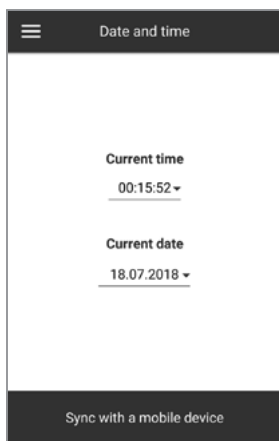 Date and time
Current time
00:15:52
Current date
18.07.2018
Sync with a mobile device